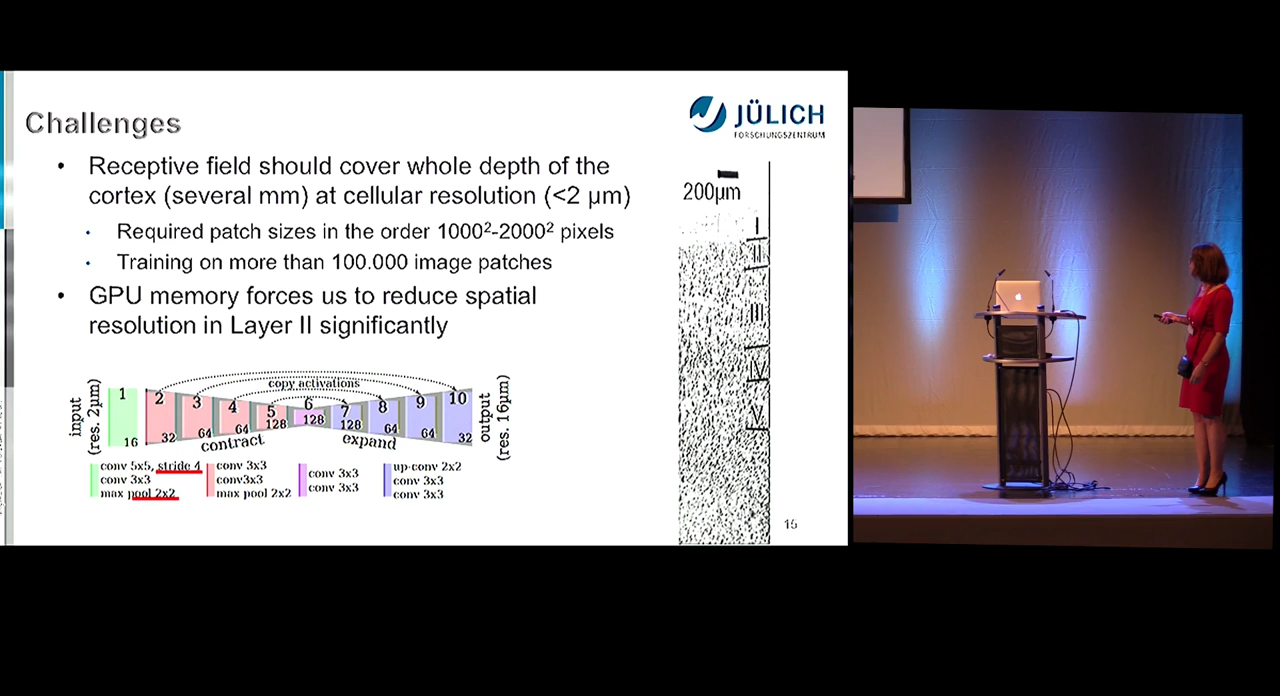 Challenges
JÜLICH
FORSCHUNGSZENTRUM
• Receptive field should cover whole depth of the
cortex (several mm) at cellular resolution (<2 μm)
· Required patch sizes in the order 1000²-2000² pixels
· Training on more than 100.000 image patches
• GPU memory forces us to reduce spatial
resolution in Layer II significantly
200μm
I
II
III
IV
V
copy activations
input
(res. 2μm)
1 2 3 4 5 6 7 8 9 10
16 32 64 64 128 128 128 64 64 32
contract expand
output
(res. 16μm)
conv 5x5, stride 4
conv 3x3
max pool 2x2
conv 3x3
conv3x3
max pool 2x2
conv 3x3
conv 3x3
up-conv 2x2
conv 3x3
conv 3x3
15